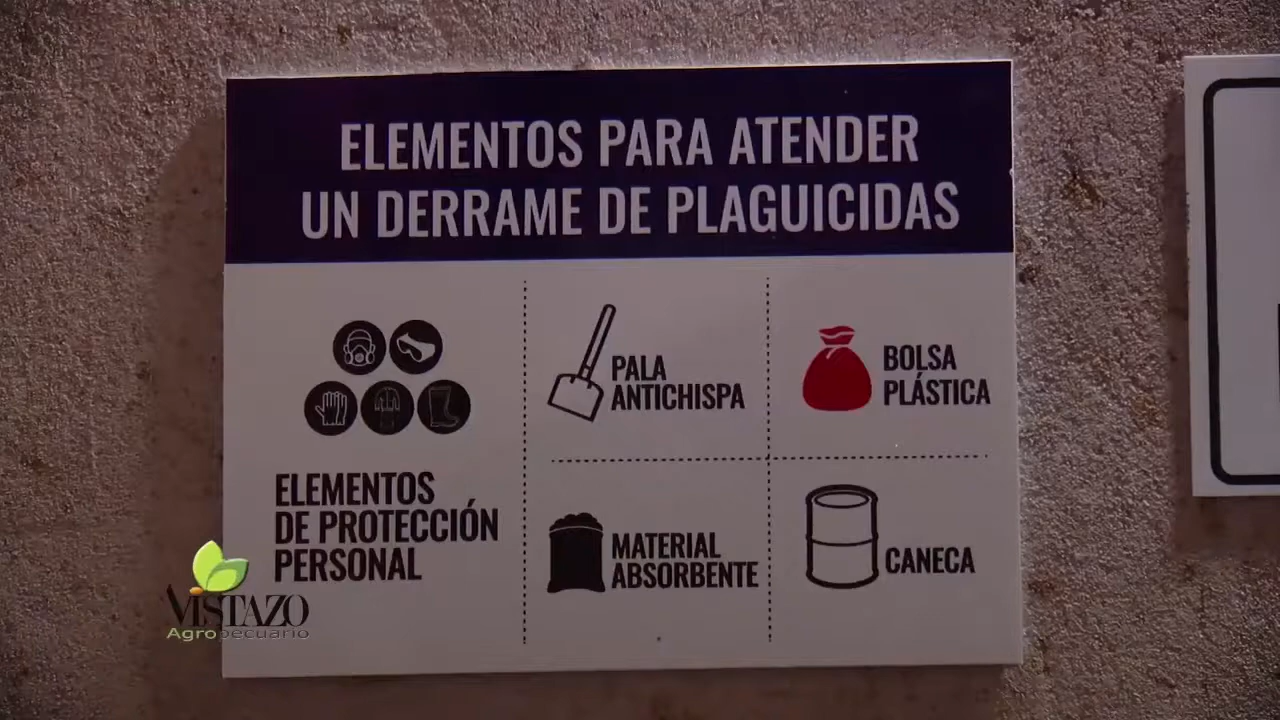 ELEMENTOS PARA ATENDER
UN DERRAME DE PLAGUICIDAS
ELEMENTOS
DE PROTECCIÓN
PERSONAL
PALA
ANTICHISPA
BOLSA
PLÁSTICA
MATERIAL
ABSORBENTE
CANECA
VISTAZO
Agropecuario